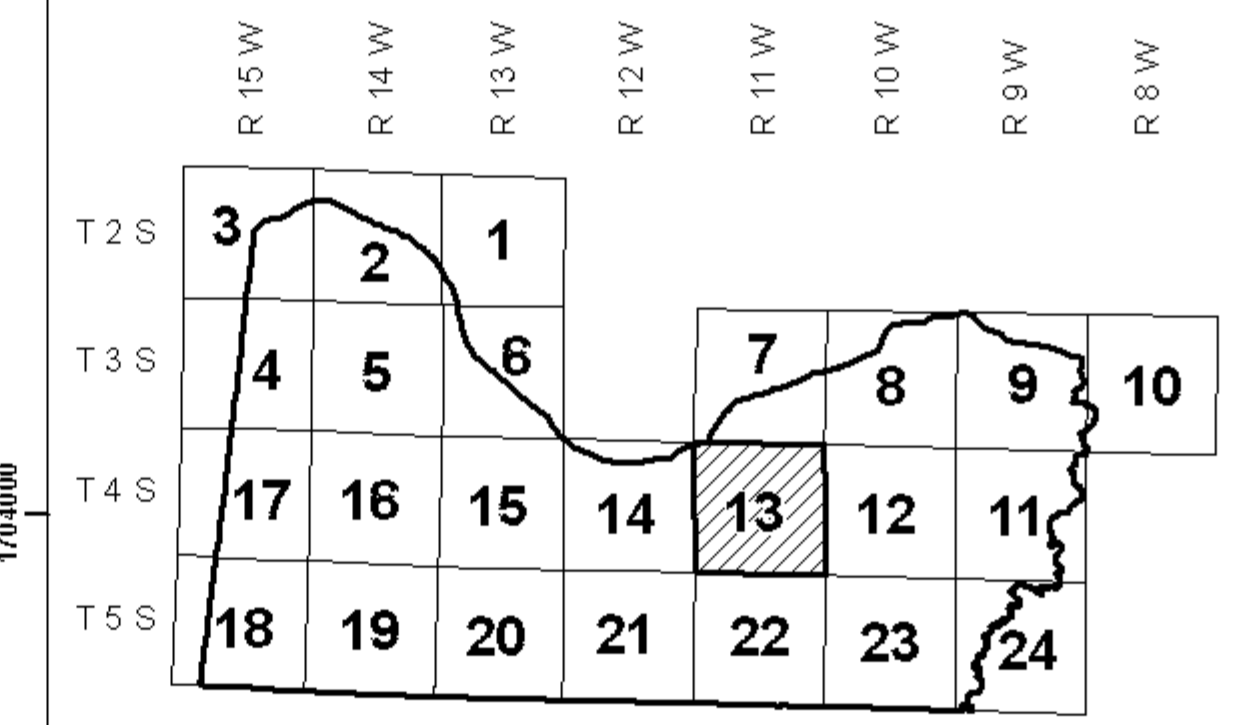 R 15 W R 14 W R 13 W R 12 W R 11 W R 10 W R 9 W R 8 W
T 2 S 3 2 1
T 3 S 4 5 6 7 8 9 10
T 4 S 17 16 15 14 13 12 11
T 5 S 18 19 20 21 22 23 24
1704000